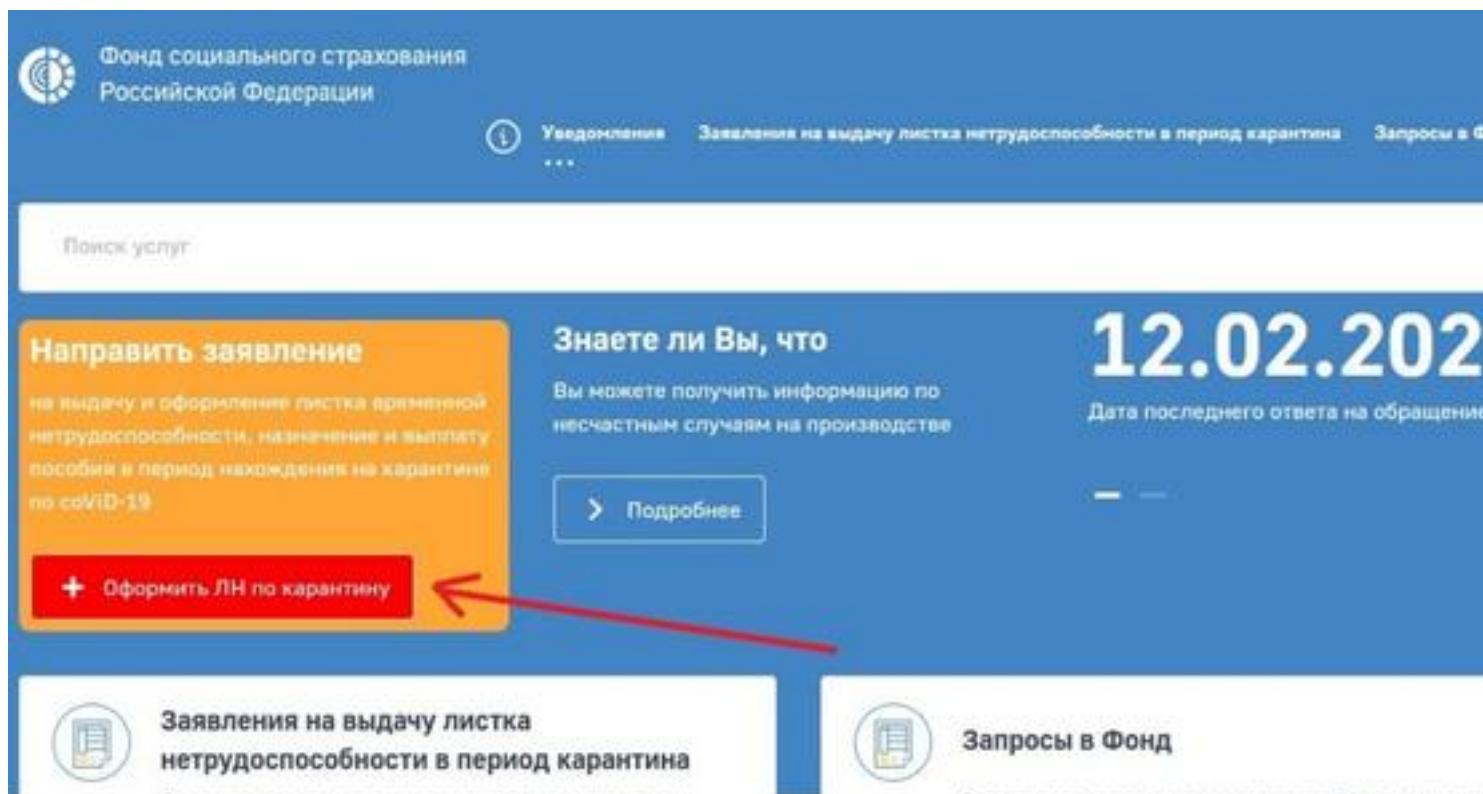 Фонд социального страхования
Российской Федерации
Уведомления
Заявления на выдачу листка нетрудоспособности в период карантина
Запросы в Ф
...
Поиск услуг
Направить заявление
на выдачу и оформление листка временной
нетрудоспособности, назначение и выплату
пособия в период нахождения на карантине
по coViD-19
+ Оформить ЛН по карантину
Знаете ли Вы, что
Вы можете получить информацию по
несчастным случаям на производстве
Подробнее
12.02.202
Дата последнего ответа на обращение
Заявления на выдачу листка
нетрудоспособности в период карантина
Запросы в Фонд